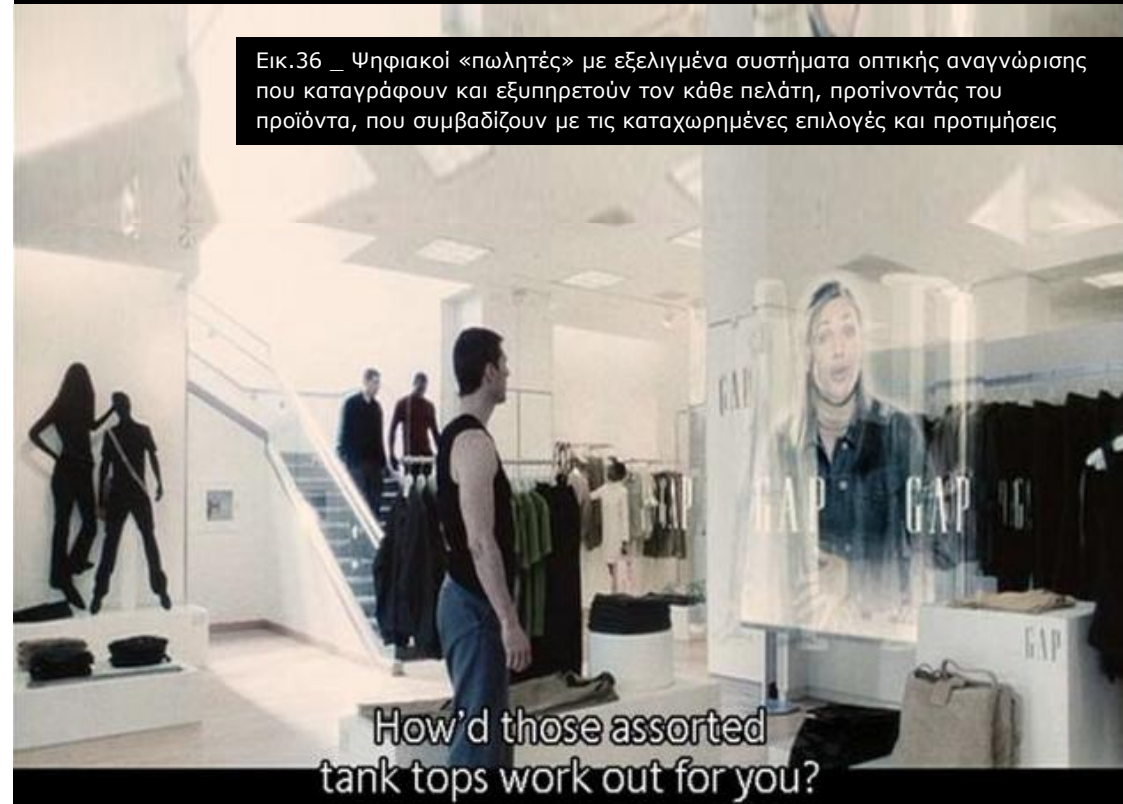 Εικ.36 _ Ψηφιακοί «πωλητές» με εξελιγμένα συστήματα οπτικής αναγνώρισης
που καταγράφουν και εξυπηρετούν τον κάθε πελάτη, προτίνοντάς του
προϊόντα, που συμβαδίζουν με τις καταχωρημένες επιλογές και προτιμήσεις
GAP
GAP
GAP
GAP
GAP
How'd those assorted
tank tops work out for you?